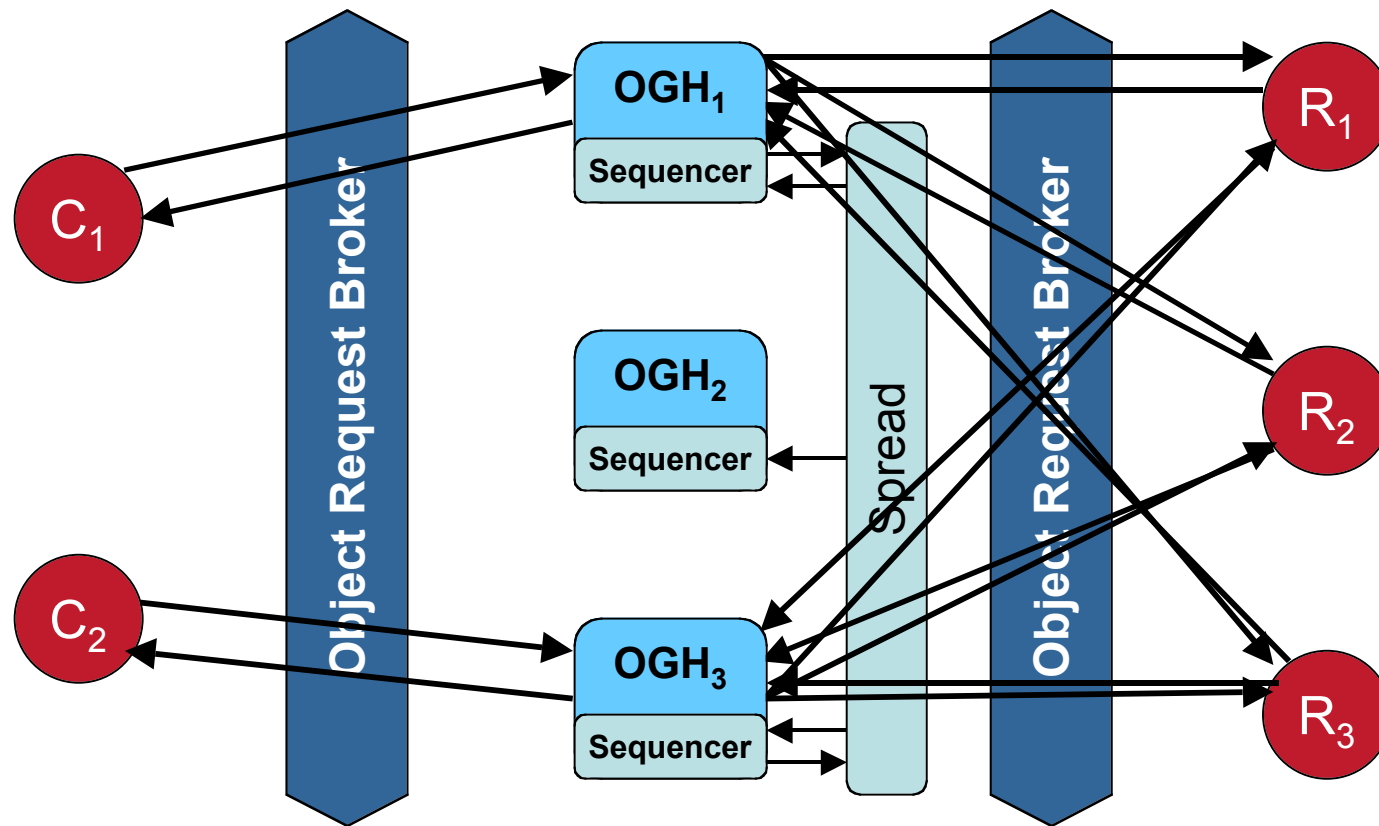 C1
C2
Object Request Broker
OGH1
Sequencer
OGH2
Sequencer
OGH3
Sequencer
Spread
Object Request Broker
R1
R2
R3